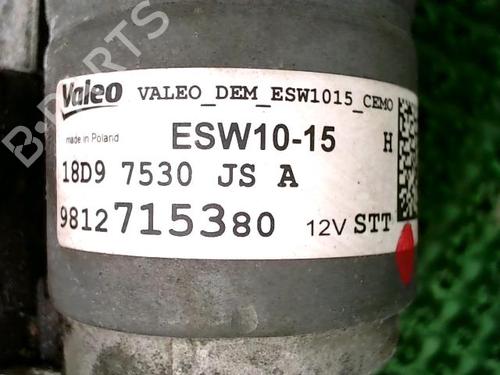 Valeo VALEO_DEM_ESW1015_CEMO
made in Poland ESW10-15 H
18D9 7530 JS A
9812715380 12V STT
B-PARTS